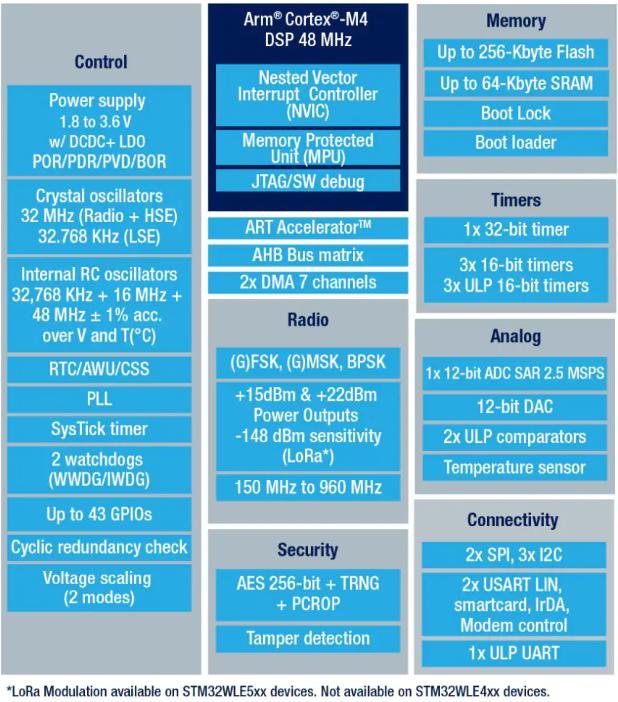 Control
Power supply
1.8 to 3.6 V
w/ DCDC+ LDO
POR/PDR/PVD/BOR
Crystal oscillators
32 MHz (Radio + HSE)
32.768 KHz (LSE)
Internal RC oscillators
32,768 KHz + 16 MHz +
48 MHz ± 1% acc.
over V and T(°C)
RTC/AWU/CSS
PLL
SysTick timer
2 watchdogs
(WWDG/IWDG)
Up to 43 GPIOs
Cyclic redundancy check
Voltage scaling
(2 modes)
Arm® Cortex®-M4
DSP 48 MHz
Nested Vector
Interrupt Controller
(NVIC)
Memory Protected
Unit (MPU)
JTAG/SW debug
ART Accelerator™
AHB Bus matrix
2x DMA 7 channels
Radio
(G)FSK, (G)MSK, BPSK
+15dBm & +22dBm
Power Outputs
-148 dBm sensitivity
(LoRa*)
150 MHz to 960 MHz
Security
AES 256-bit + TRNG
+ PCROP
Tamper detection
Memory
Up to 256-Kbyte Flash
Up to 64-Kbyte SRAM
Boot Lock
Boot loader
Timers
1x 32-bit timer
3x 16-bit timers
3x ULP 16-bit timers
Analog
1x 12-bit ADC SAR 2.5 MSPS
12-bit DAC
2x ULP comparators
Temperature sensor
Connectivity
2x SPI, 3x I2C
2x USART LIN,
smartcard, IrDA,
Modem control
1x ULP UART
*LoRa Modulation available on STM32WLE5xx devices. Not available on STM32WLE4xx devices.